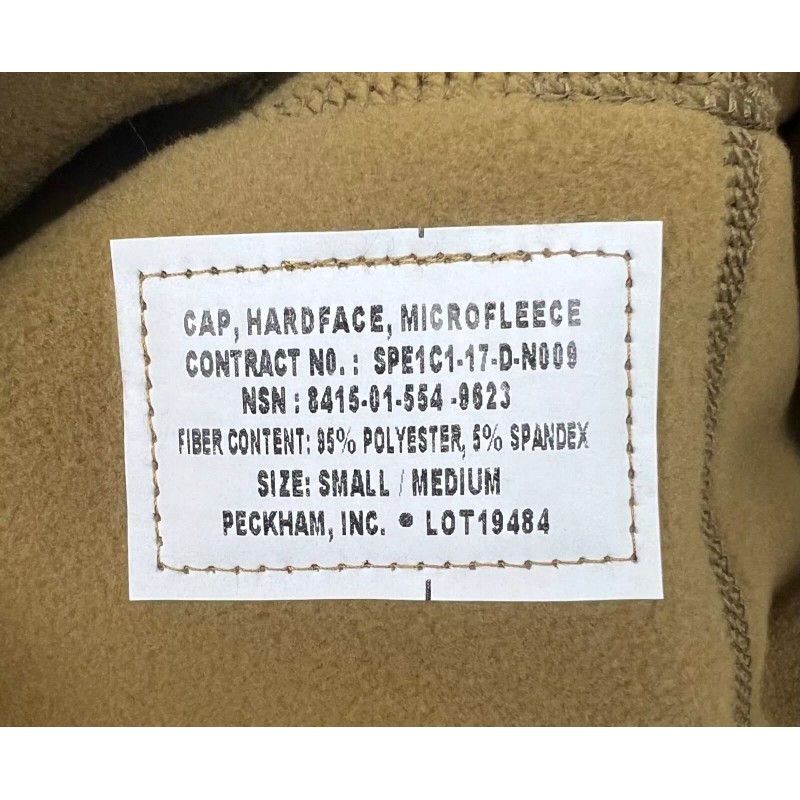 CAP, HARDFACE, MICROFLEECE
CONTRACT NO. : SPE1C1-17-D-N009
NSN : 8415-01-554 -9623
FIBER CONTENT: 95% POLYESTER, 5% SPANDEX
SIZE: SMALL / MEDIUM
PECKHAM, INC. • LOT19484